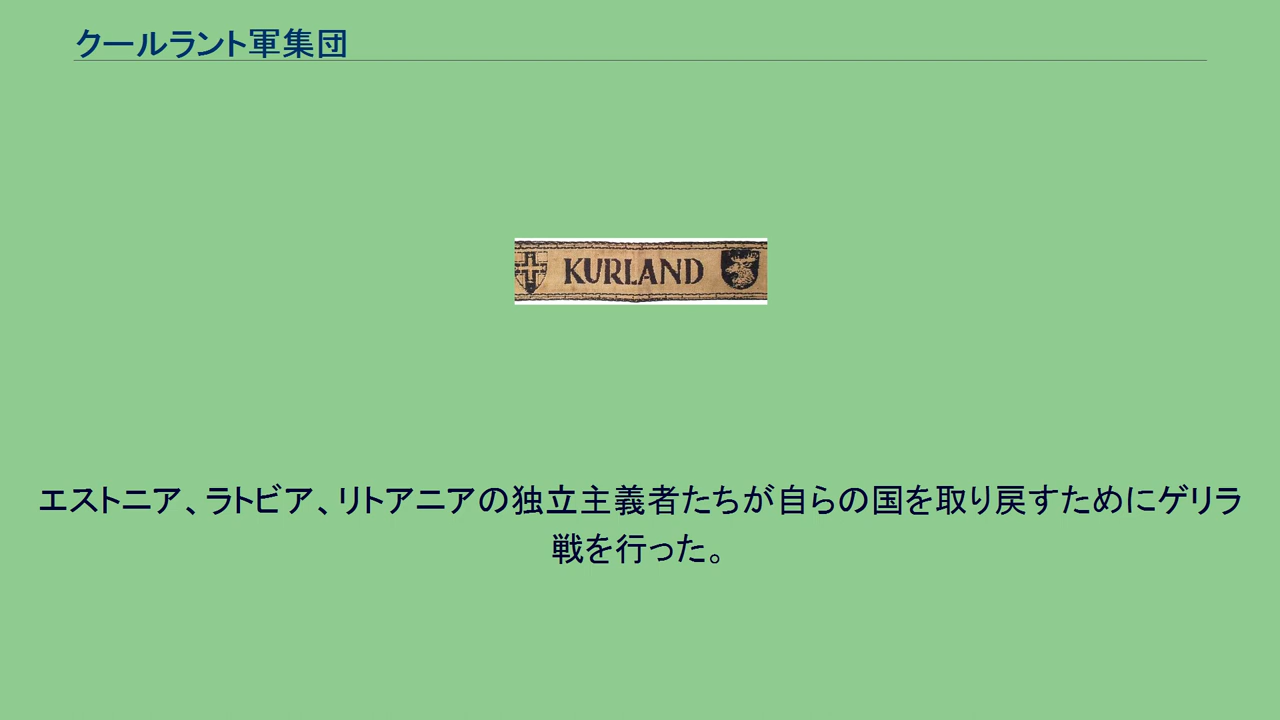 クールラント軍集団
KURLAND
エストニア、ラトビア、リトアニアの独立主義者たちが自らの国を取り戻すためにゲリラ
戦を行った。